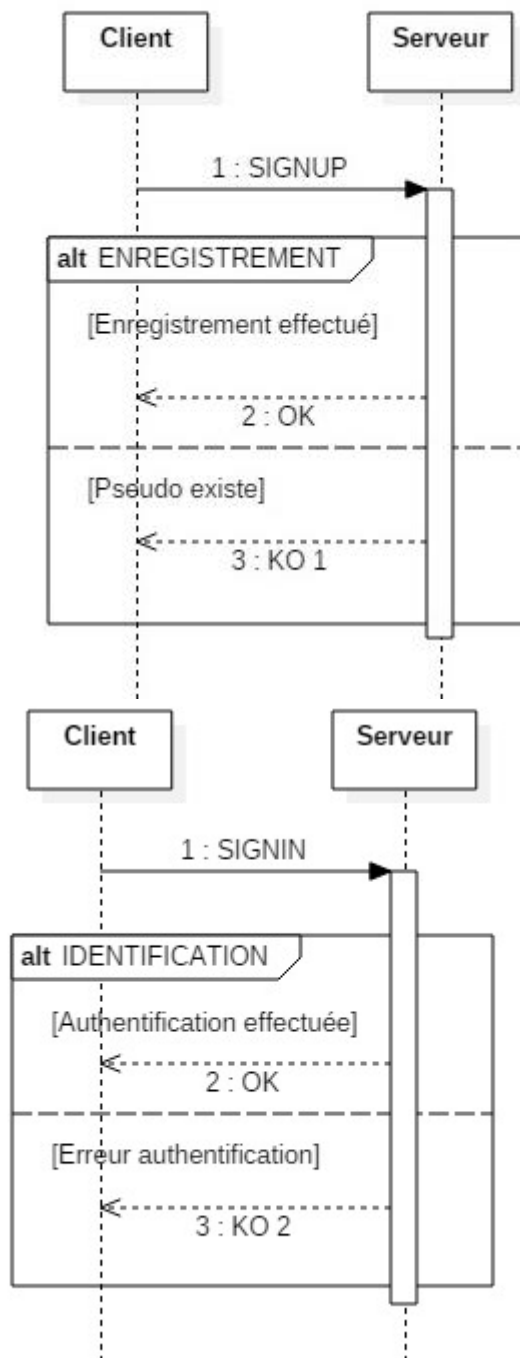 Client
Serveur
1 : SIGNUP
alt ENREGISTREMENT
[Enregistrement effectué]
2 : OK
[Pseudo existe]
3 : KO 1
Client
Serveur
1 : SIGNIN
alt IDENTIFICATION
[Authentification effectuée]
2 : OK
[Erreur authentification]
3 : KO 2